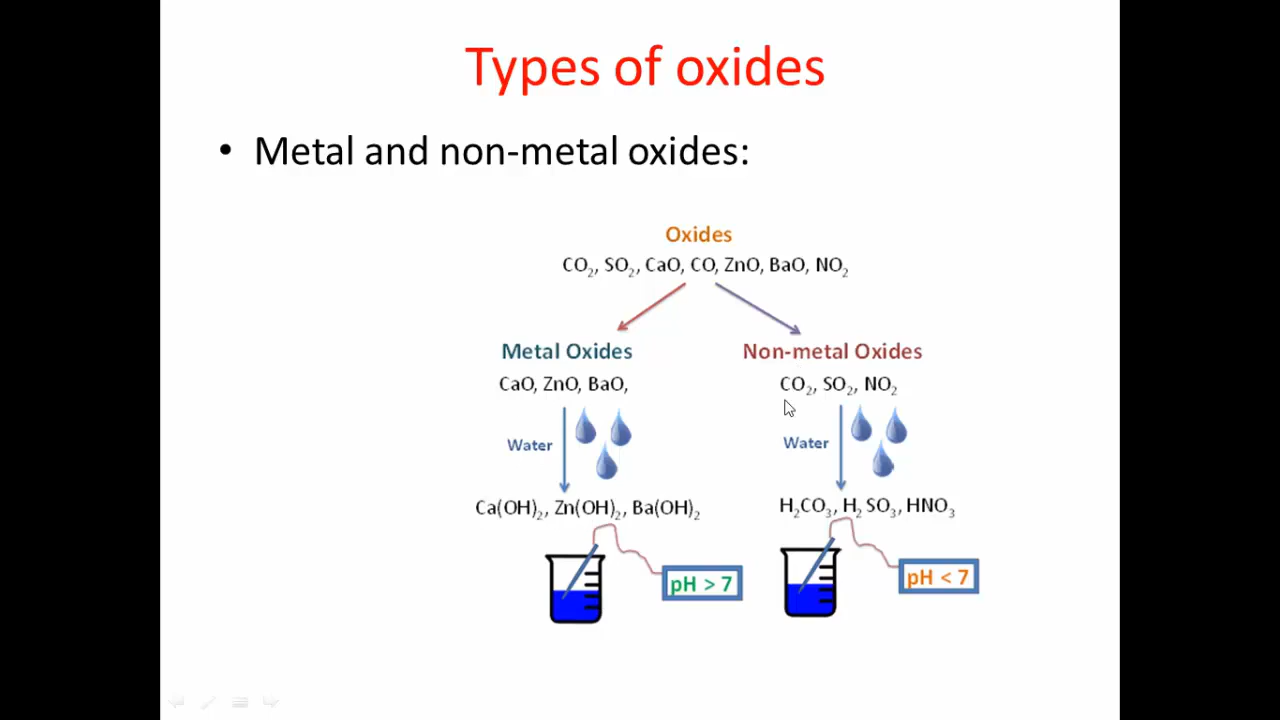 Types of oxides
• Metal and non-metal oxides:
Oxides
CO₂, SO₂, CaO, CO, ZnO, BaO, NO₂
Metal Oxides
Non-metal Oxides
CaO, ZnO, BaO,
CO₂, SO₂, NO₂
Water
Water
Ca(OH)₂, Zn(OH)₂, Ba(OH)₂
H₂CO₃, H₂ SO₃, HNO₃
pH > 7
pH < 7